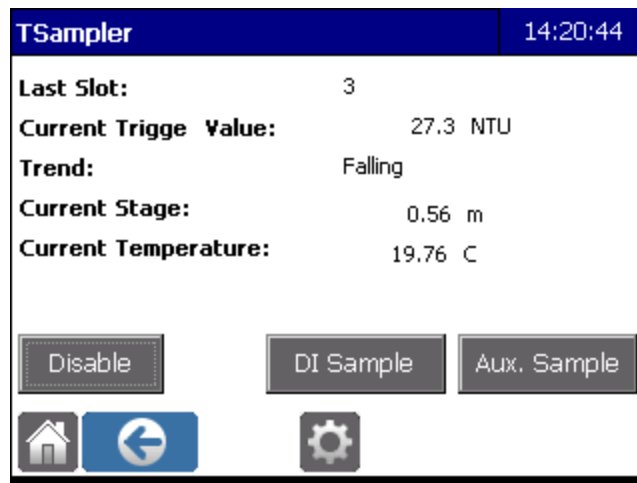 TSampler 14:20:44
Last Slot: 3
Current Trigge Value: 27.3 NTU
Trend: Falling
Current Stage: 0.56 m
Current Temperature: 19.76 C
Disable DI Sample Aux. Sample